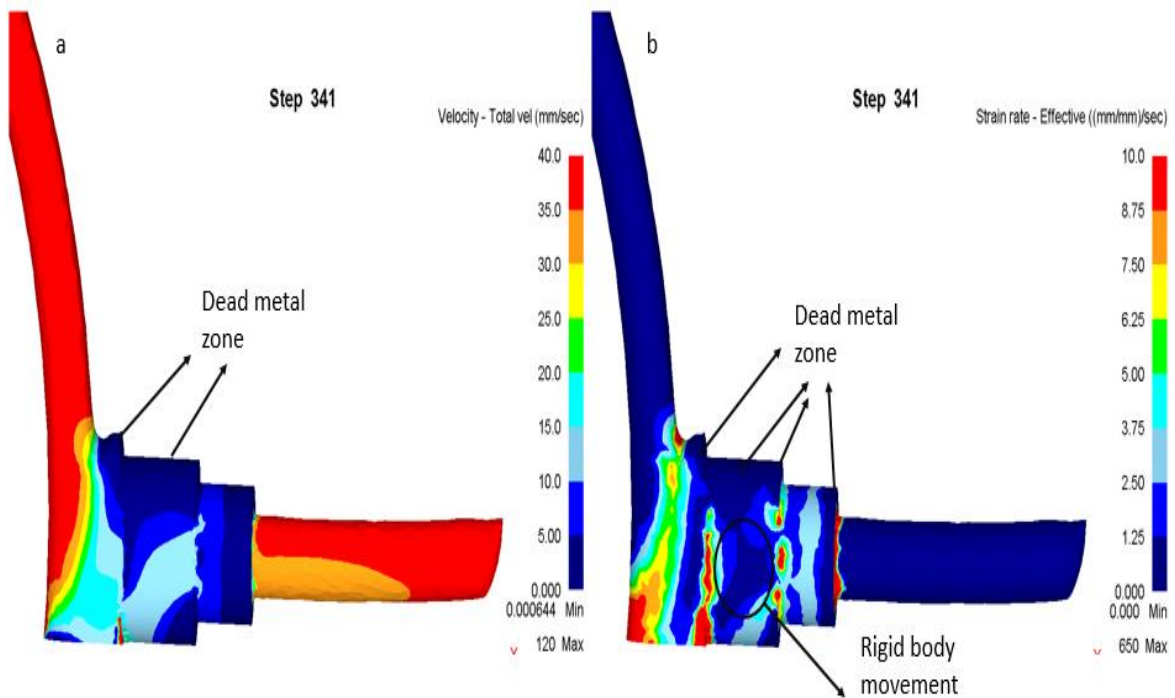 a
Step 341
Velocity - Total vel (mm/sec)
40.0
35.0
30.0
25.0
20.0
15.0
10.0
5.00
0.000
0.000644 Min
120 Max
Dead metal
zone
b
Step 341
Strain rate - Effective ((mm/mm)/sec)
10.0
8.75
7.50
6.25
5.00
3.75
2.50
1.25
0.000
0.000 Min
650 Max
Dead metal
zone
Rigid body
movement